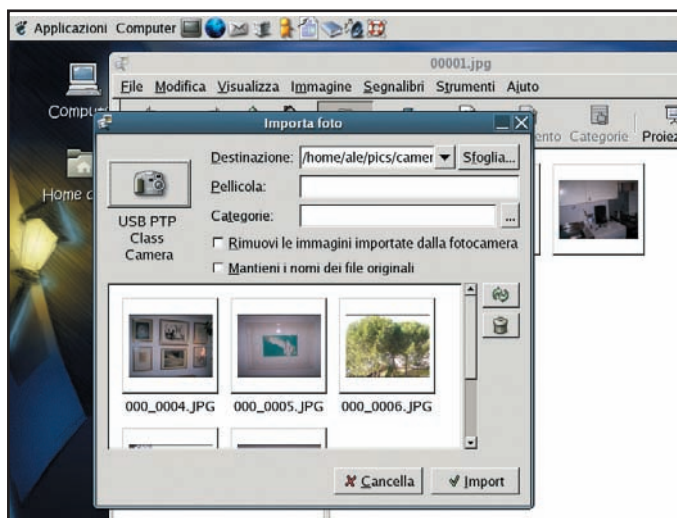 Applicazioni Computer
00001.jpg
File Modifica Visualizza Immagine Segnalibri Strumenti Aiuto
Categorie
Importa foto
Destinazione: /home/ale/pics/camer Sfoglia...
Pellicola:
USB PTP Class Camera
Categorie: ...
Rimuovi le immagini importate dalla fotocamera
Mantieni i nomi dei file originali
000_0004.JPG 000_0005.JPG 000_0006.JPG
Cancella Import